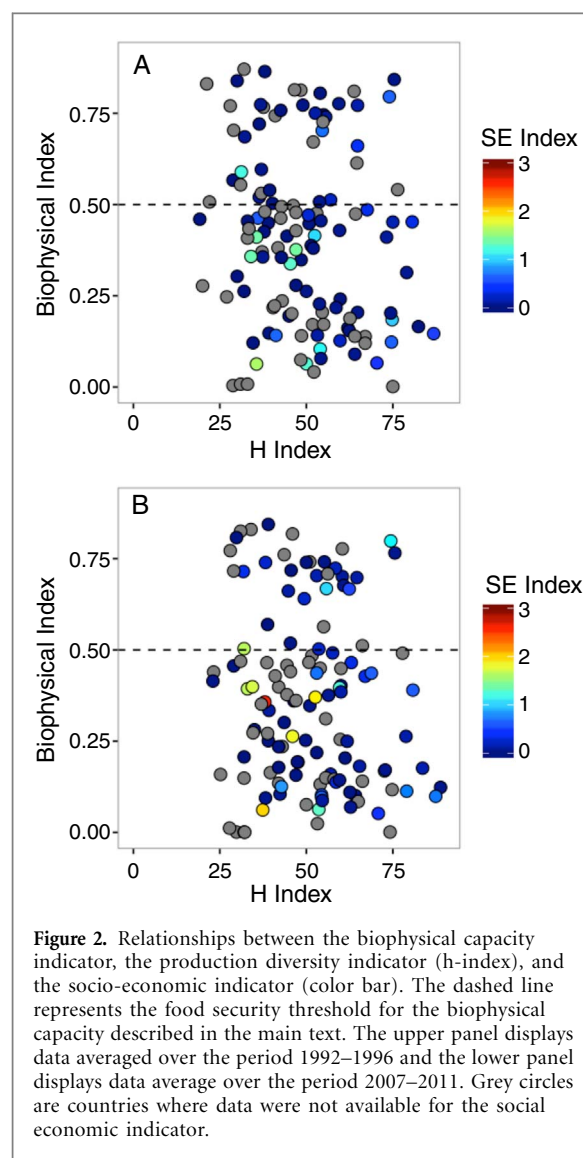 A
0.75
0.50
0.25
0.00
Biophysical Index
0
25
50
75
H Index
SE Index
3
2
1
0
B
0.75
0.50
0.25
0.00
Biophysical Index
0
25
50
75
H Index
SE Index
3
2
1
0
Figure 2. Relationships between the biophysical capacity
indicator, the production diversity indicator (h-index), and
the socio-economic indicator (color bar). The dashed line
represents the food security threshold for the biophysical
capacity described in the main text. The upper panel displays
data averaged over the period 1992–1996 and the lower panel
displays data average over the period 2007–2011. Grey circles
are countries where data were not available for the social
economic indicator.